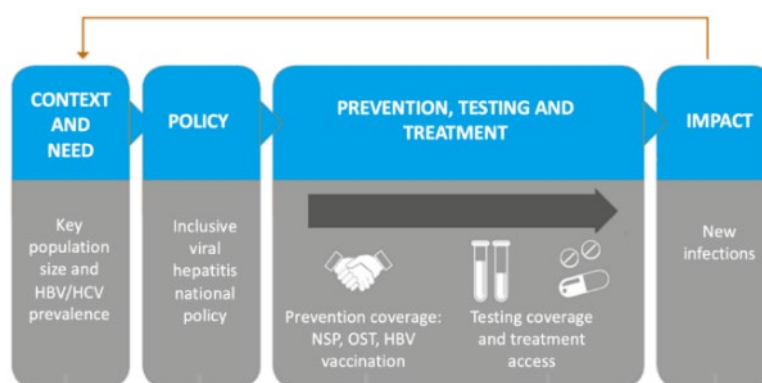 CONTEXT
AND
NEED
POLICY
PREVENTION, TESTING AND
TREATMENT
IMPACT
Key
population
size and
HBV/HCV
prevalence
Inclusive
viral
hepatitis
national
policy
Prevention coverage:
NSP, OST, HBV
vaccination
Testing coverage
and treatment
access
New
infections